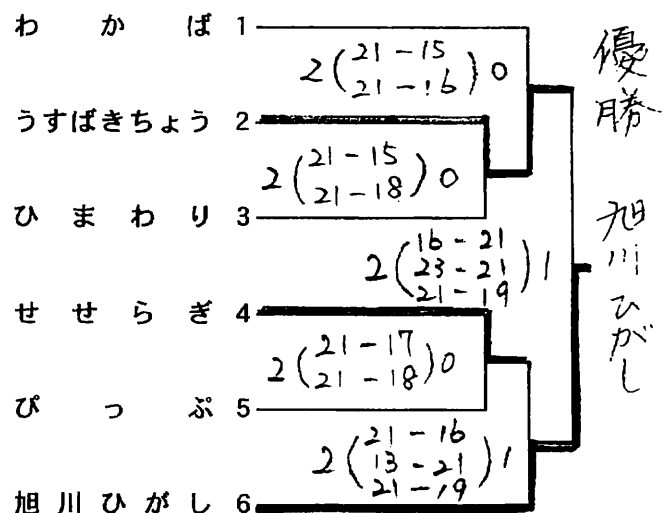 わかば 1
2 (21-15 21-16) 0
うすばきちょう 2
2 (21-15 21-18) 0
ひまわり 3
2 (16-21 23-21 21-19) 1
せせらぎ 4
2 (21-17 21-18) 0
ぴっぷ 5
2 (21-16 13-21 21-19) 1
旭川ひがし 6
優勝 旭川ひがし